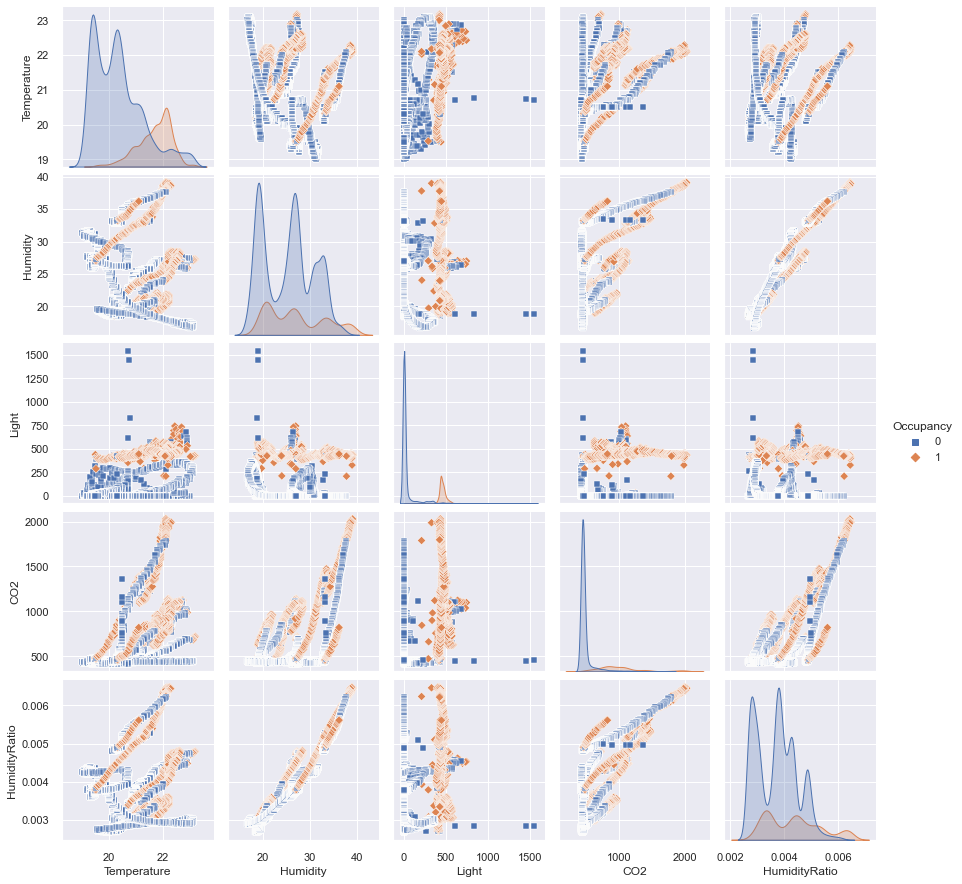 23
22
21
20
19
Temperature
40
35
30
25
20
Humidity
1500
1250
1000
750
500
250
0
Light
Occupancy
0
1
2000
1500
1000
500
CO2
0.006
0.005
0.004
0.003
HumidityRatio
20 22
Temperature
20 30 40
Humidity
0 500 1000 1500
Light
1000 2000
CO2
0.002 0.004 0.006
HumidityRatio